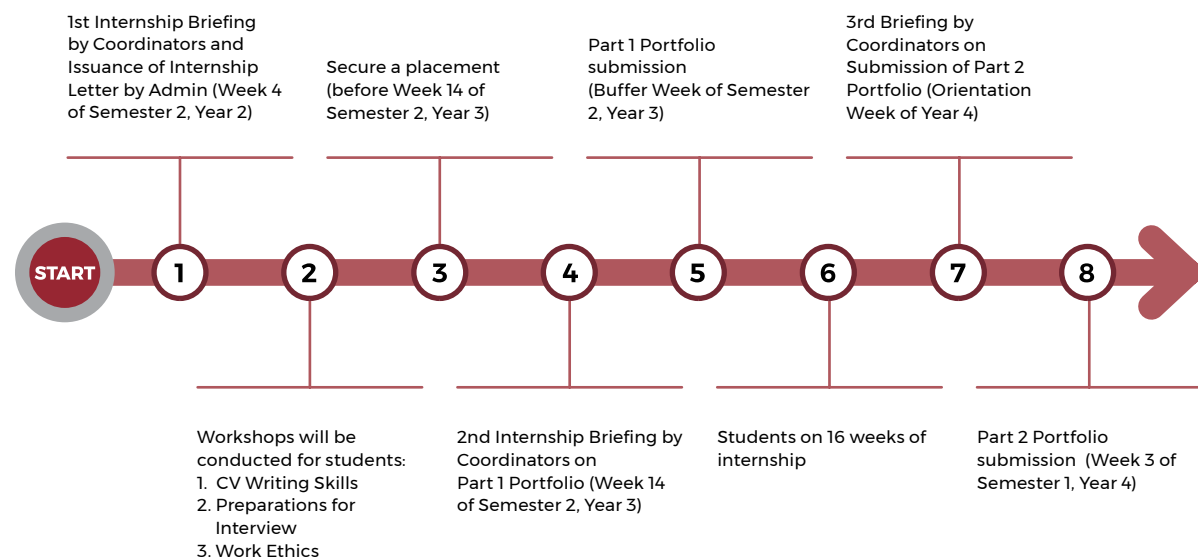 1st Internship Briefing
by Coordinators and
Issuance of Internship
Letter by Admin (Week 4
of Semester 2, Year 2)
Secure a placement
(before Week 14 of
Semester 2, Year 3)
Part 1 Portfolio
submission
(Buffer Week of Semester
2, Year 3)
3rd Briefing by
Coordinators on
Submission of Part 2
Portfolio (Orientation
Week of Year 4)
START
1
2
3
4
5
6
7
8
Workshops will be
conducted for students:
1. CV Writing Skills
2. Preparations for
Interview
3. Work Ethics
2nd Internship Briefing by
Coordinators on
Part 1 Portfolio (Week 14
of Semester 2, Year 3)
Students on 16 weeks of
internship
Part 2 Portfolio
submission (Week 3 of
Semester 1, Year 4)